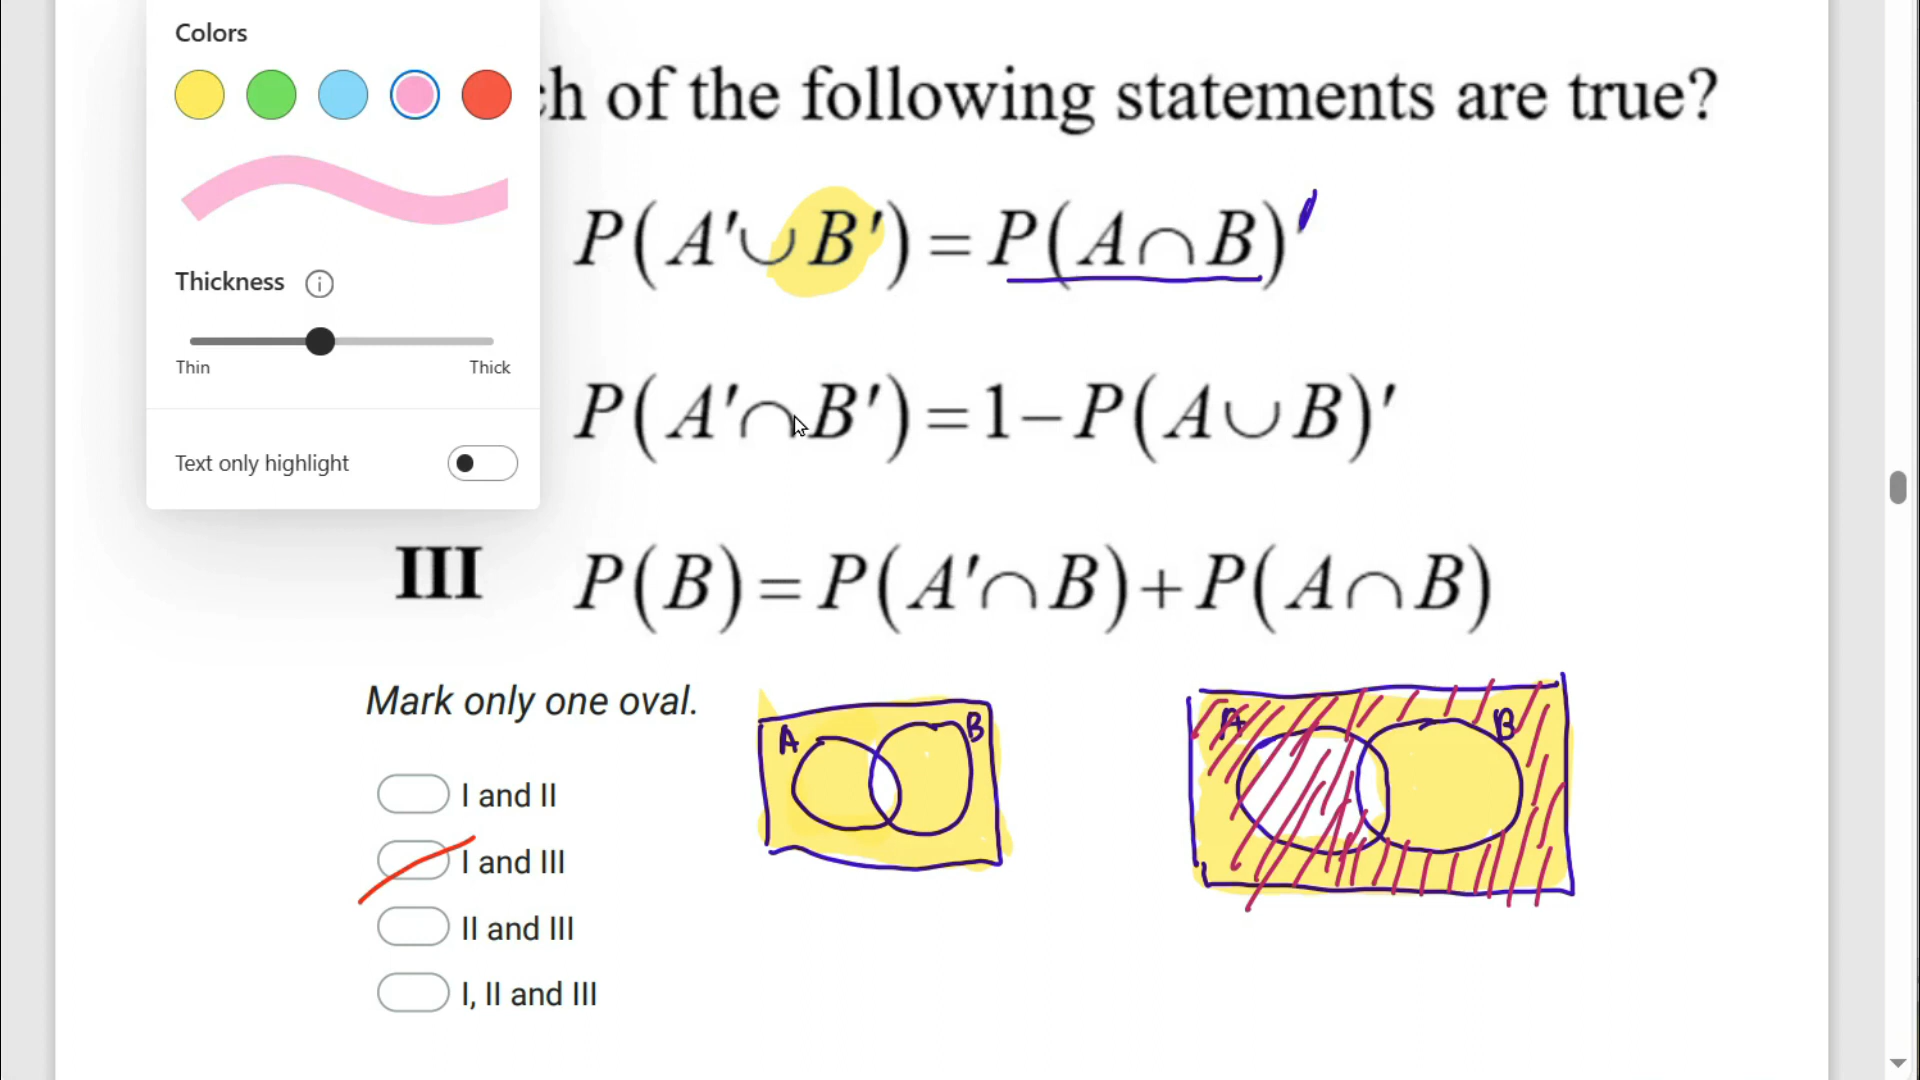 Colors
ch of the following statements are true?
P(A'∪B')=P(A∩B)'
Thickness
Thin Thick
P(A'∩B')=1−P(A∪B)'
Text only highlight
III P(B)=P(A'∩B)+P(A∩B)
Mark only one oval.
A B
A B
I and II
I and III
II and III
I, II and III